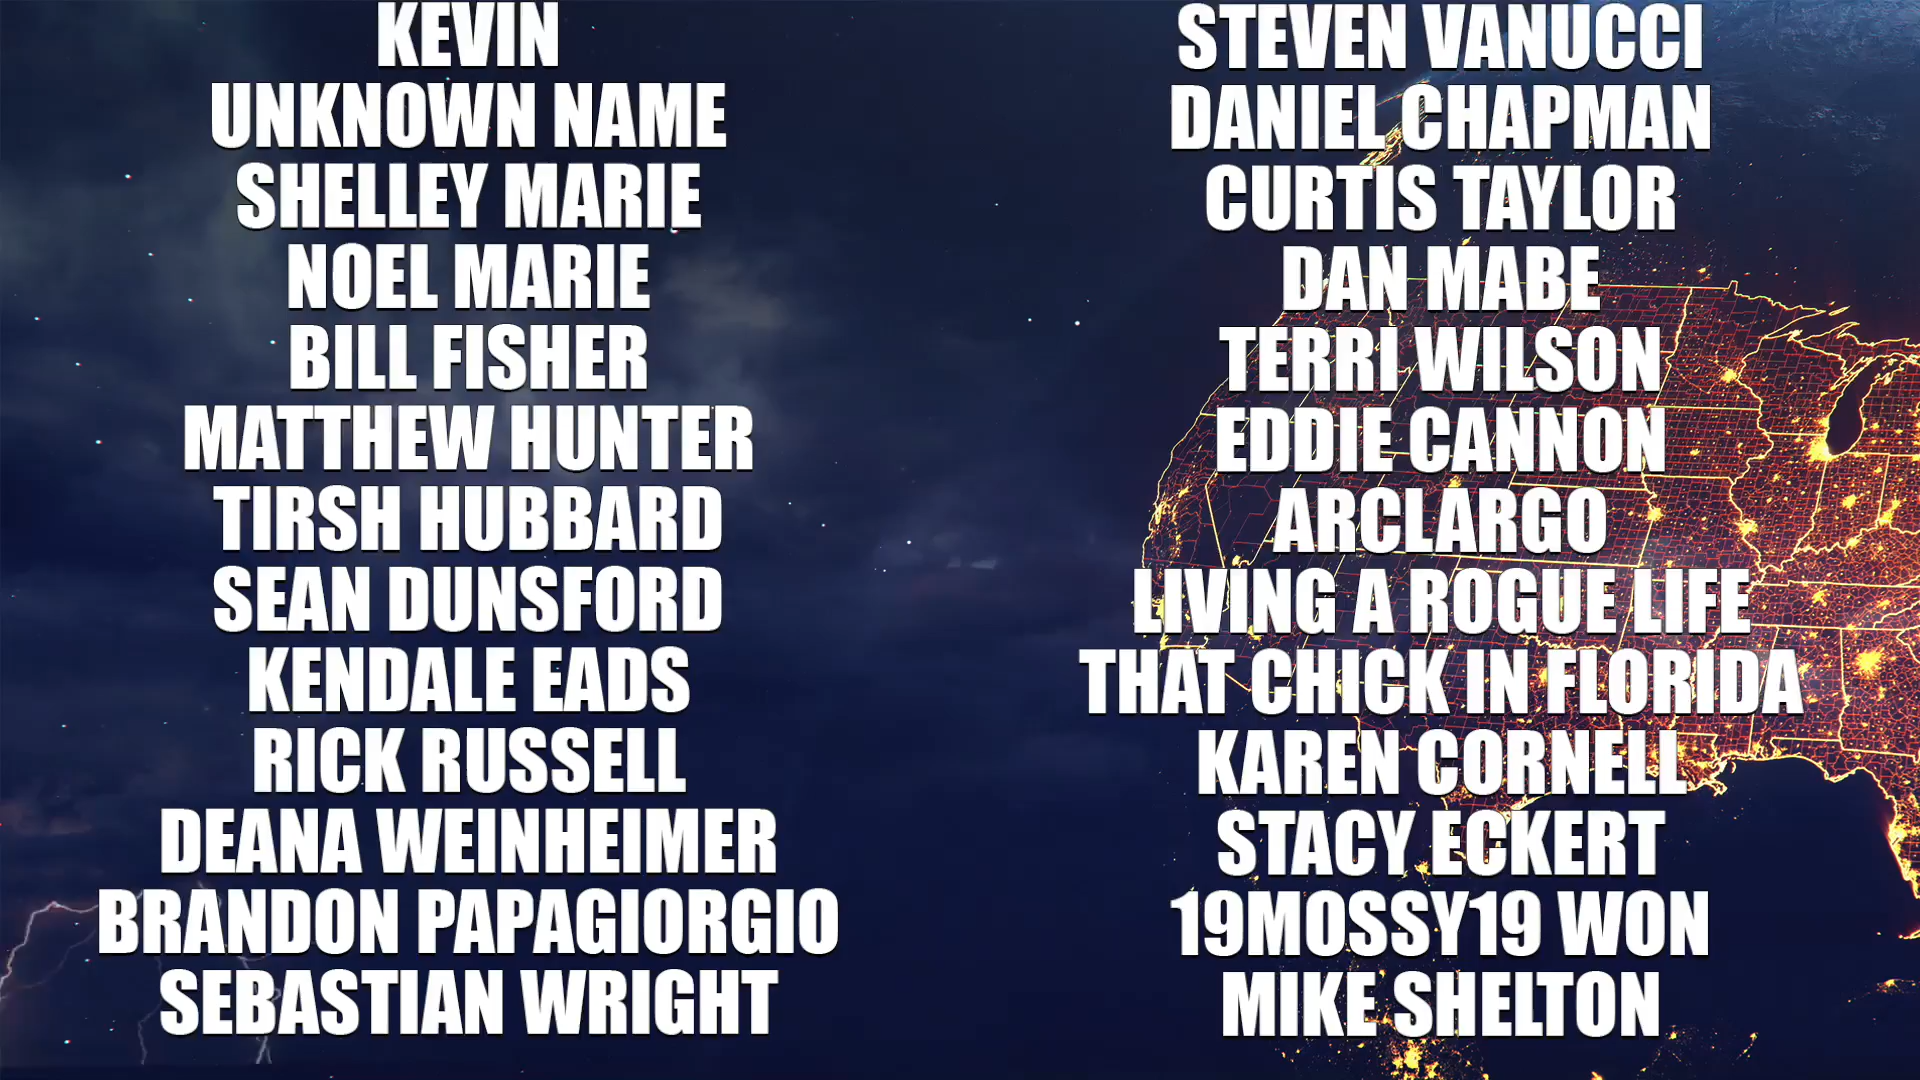 KEVIN
UNKNOWN NAME
SHELLEY MARIE
NOEL MARIE
BILL FISHER
MATTHEW HUNTER
TIRSH HUBBARD
SEAN DUNSFORD
KENDALE EADS
RICK RUSSELL
DEANA WEINHEIMER
BRANDON PAPAGIORGIO
SEBASTIAN WRIGHT
STEVEN VANUCCI
DANIEL CHAPMAN
CURTIS TAYLOR
DAN MABE
TERRI WILSON
EDDIE CANNON
ARCLARGO
LIVING A ROGUE LIFE
THAT CHICK IN FLORIDA
KAREN CORNELL
STACY ECKERT
19MOSSY19 WON
MIKE SHELTON